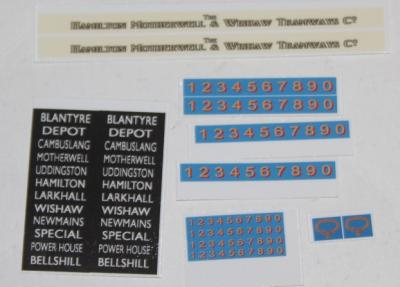 The
Hamilton Motherwell & Wishaw Tramways Co
The
Hamilton Motherwell & Wishaw Tramways Co
1234567890
1234567890
1234567890
1234567890
BLANTYRE BLANTYRE
DEPOT DEPOT
CAMBUSLANG CAMBUSLANG
MOTHERWELL MOTHERWELL
UDDINGSTON UDDINGSTON
HAMILTON HAMILTON
LARKHALL LARKHALL
WISHAW WISHAW
NEWMAINS NEWMAINS
SPECIAL SPECIAL
POWER HOUSE POWER HOUSE
BELLSHILL BELLSHILL
1234567890
1234567890
1234567890
1234567890